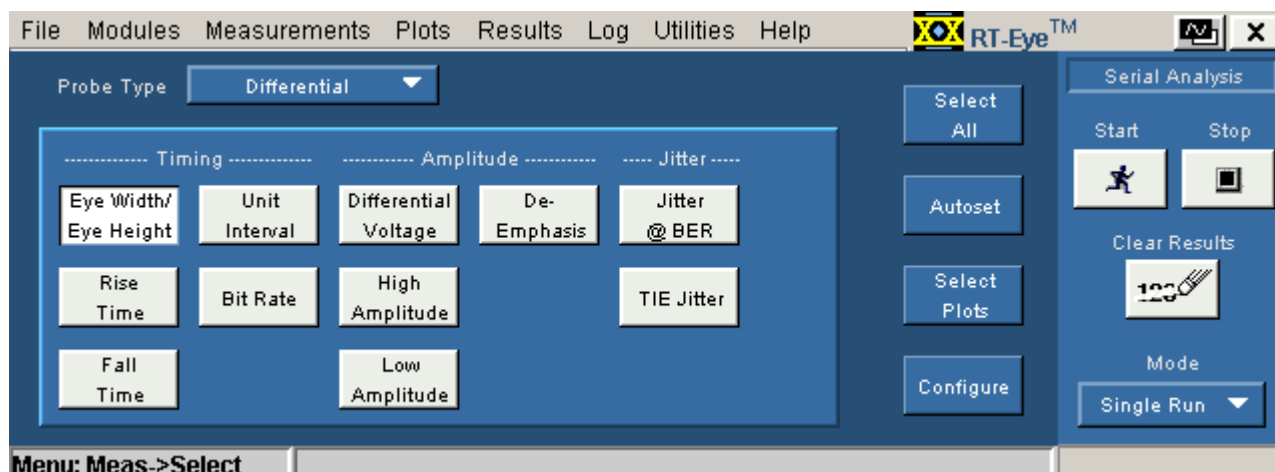 File Modules Measurements Plots Results Log Utilities Help RT-Eye™
Probe Type Differential
-------------- Timing -------------- ------------ Amplitude ------------ ----- Jitter -----
Eye Width/
Eye Height
Unit
Interval
Differential
Voltage
De-
Emphasis
Jitter
@ BER
Rise
Time
Bit Rate
High
Amplitude
TIE Jitter
Fall
Time
Low
Amplitude
Select
All
Autoset
Select
Plots
Configure
Serial Analysis
Start Stop
Clear Results
123
Mode
Single Run
Menu: Meas->Select